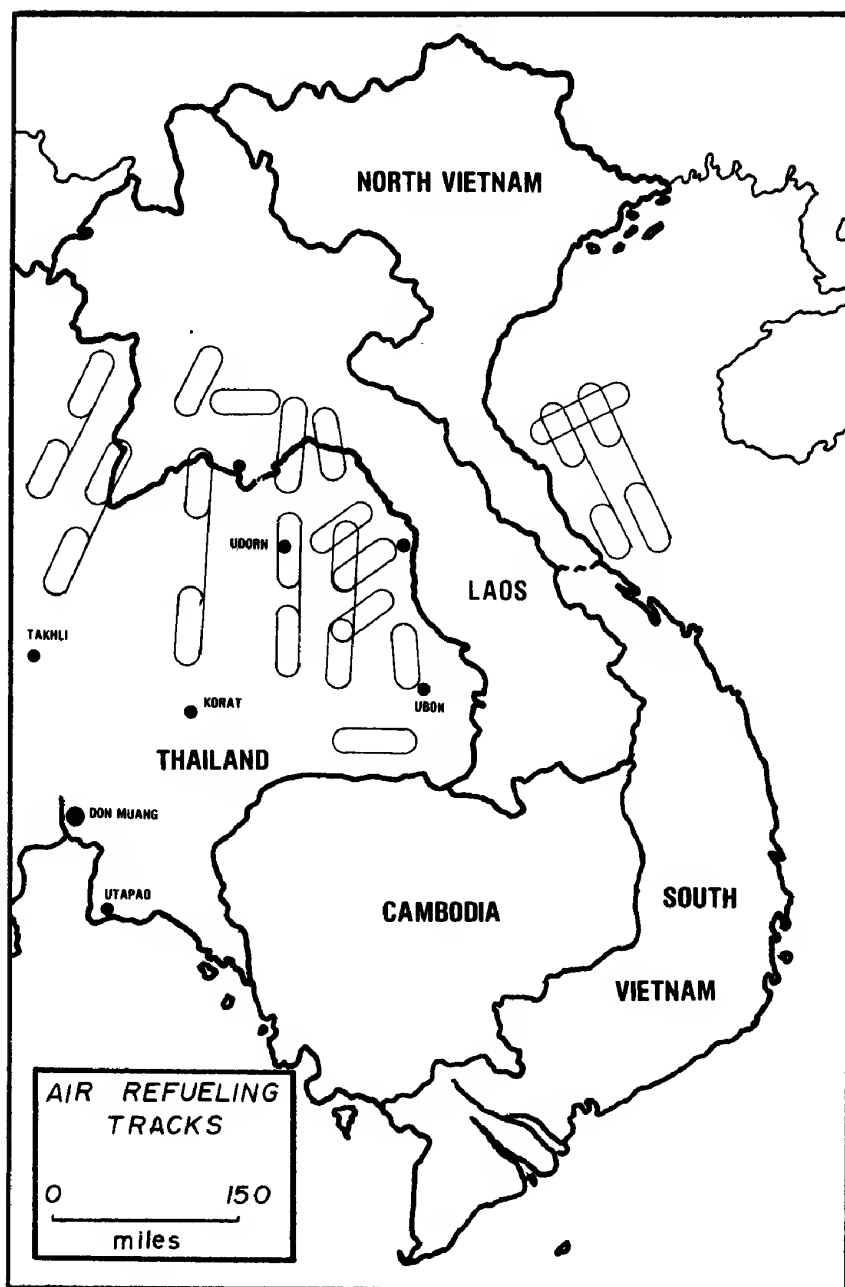 NORTH VIETNAM
UDORN
LAOS
TAKHLI
KORAT
UBON
THAILAND
DON MUANG
UTAPAO
CAMBODIA
SOUTH
VIETNAM
AIR REFUELING
TRACKS
0 150
miles